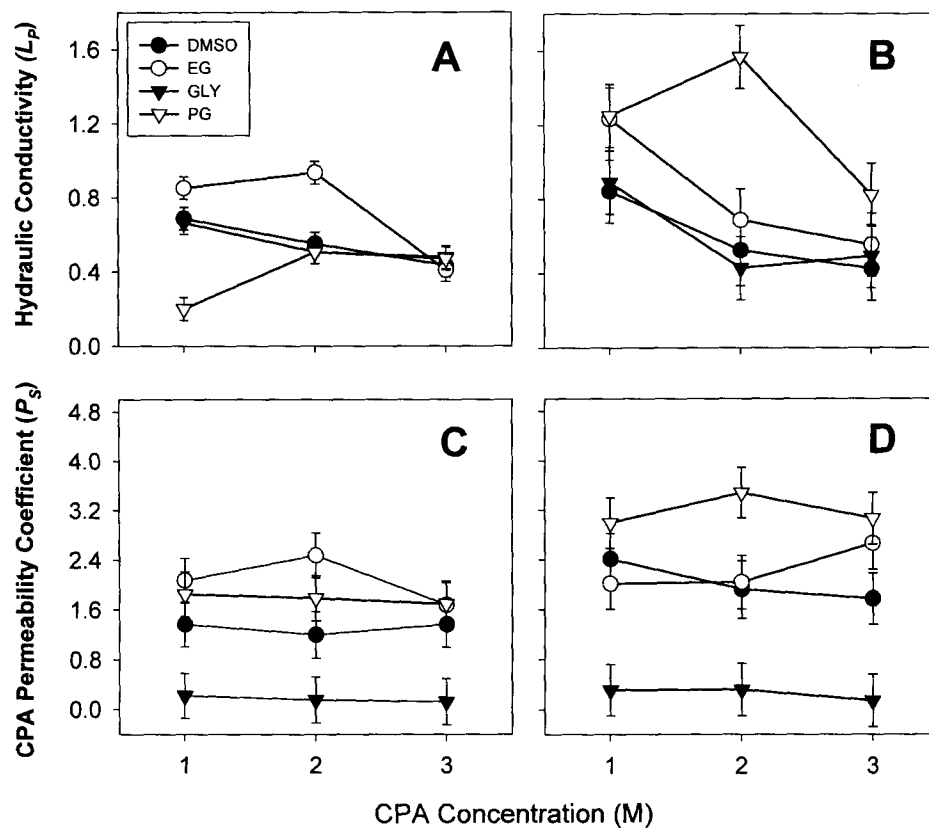 Hydraulic Conductivity (LP)
1.6
1.2
0.8
0.4
0.0
DMSO
EG
GLY
PG
A
B
CPA Permeability Coefficient (PS)
4.8
4.0
3.2
2.4
1.6
0.8
0.0
C
D
1 2 3
1 2 3
CPA Concentration (M)